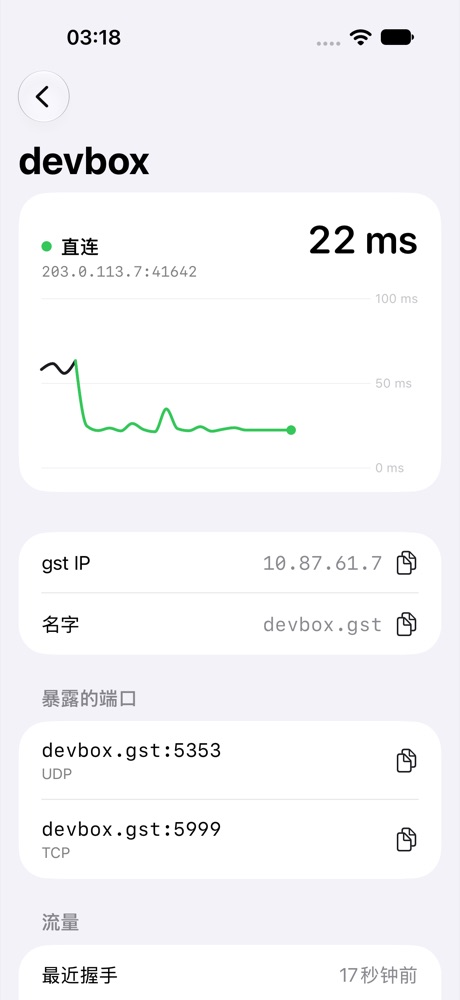 03:18
devbox
直连
22 ms
203.0.113.7:41642
100 ms
50 ms
0 ms
gst IP
10.87.61.7
名字
devbox.gst
暴露的端口
devbox.gst:5353
UDP
devbox.gst:5999
TCP
流量
最近握手
17秒钟前